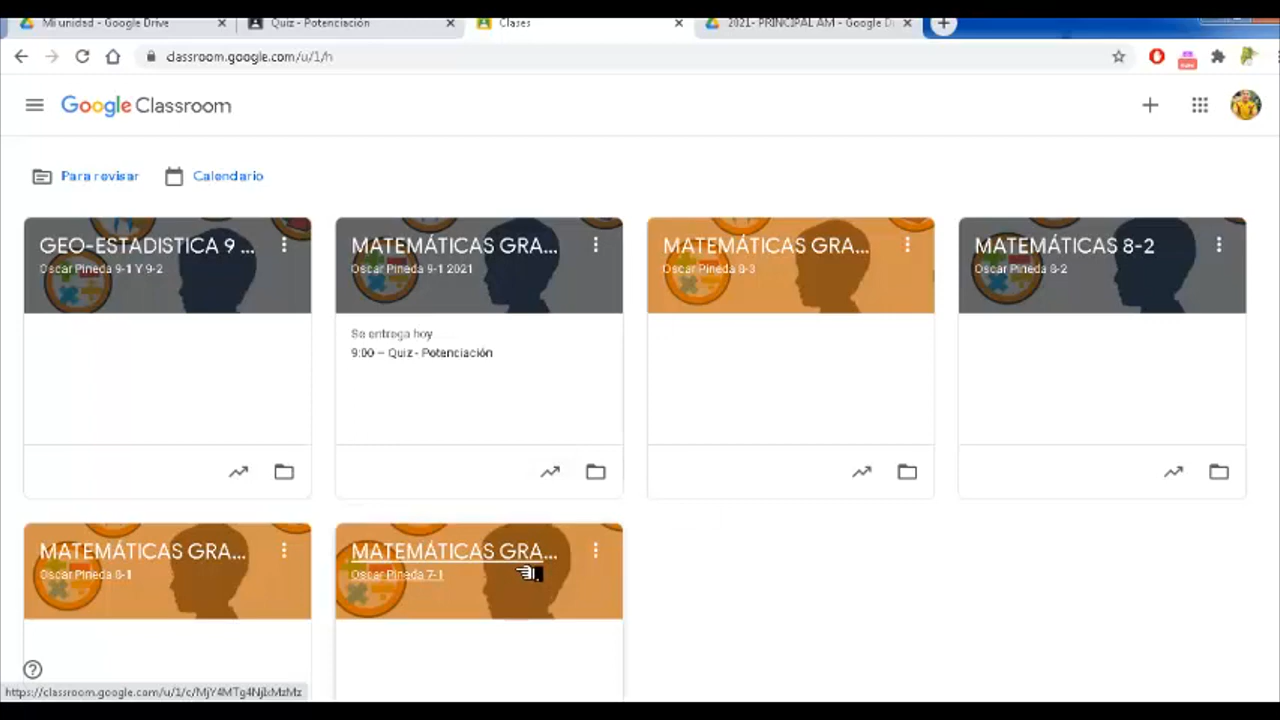 Mi unidad - Google Drive
Quiz - Potenciación
Clases
2021- PRINCIPAL AM - Google D
classroom.google.com/u/1/h
Google Classroom
Para revisar
Calendario
GEO-ESTADISTICA 9 ...
Oscar Pineda 9-1 Y 9-2
MATEMÁTICAS GRA...
Oscar Pineda 9-1 2021
Se entrega hoy
9:00 – Quiz - Potenciación
MATEMÁTICAS GRA...
Oscar Pineda 8-3
MATEMÁTICAS 8-2
Oscar Pineda 8-2
MATEMÁTICAS GRA...
Oscar Pineda 8-1
MATEMÁTICAS GRA...
Oscar Pineda 7-1